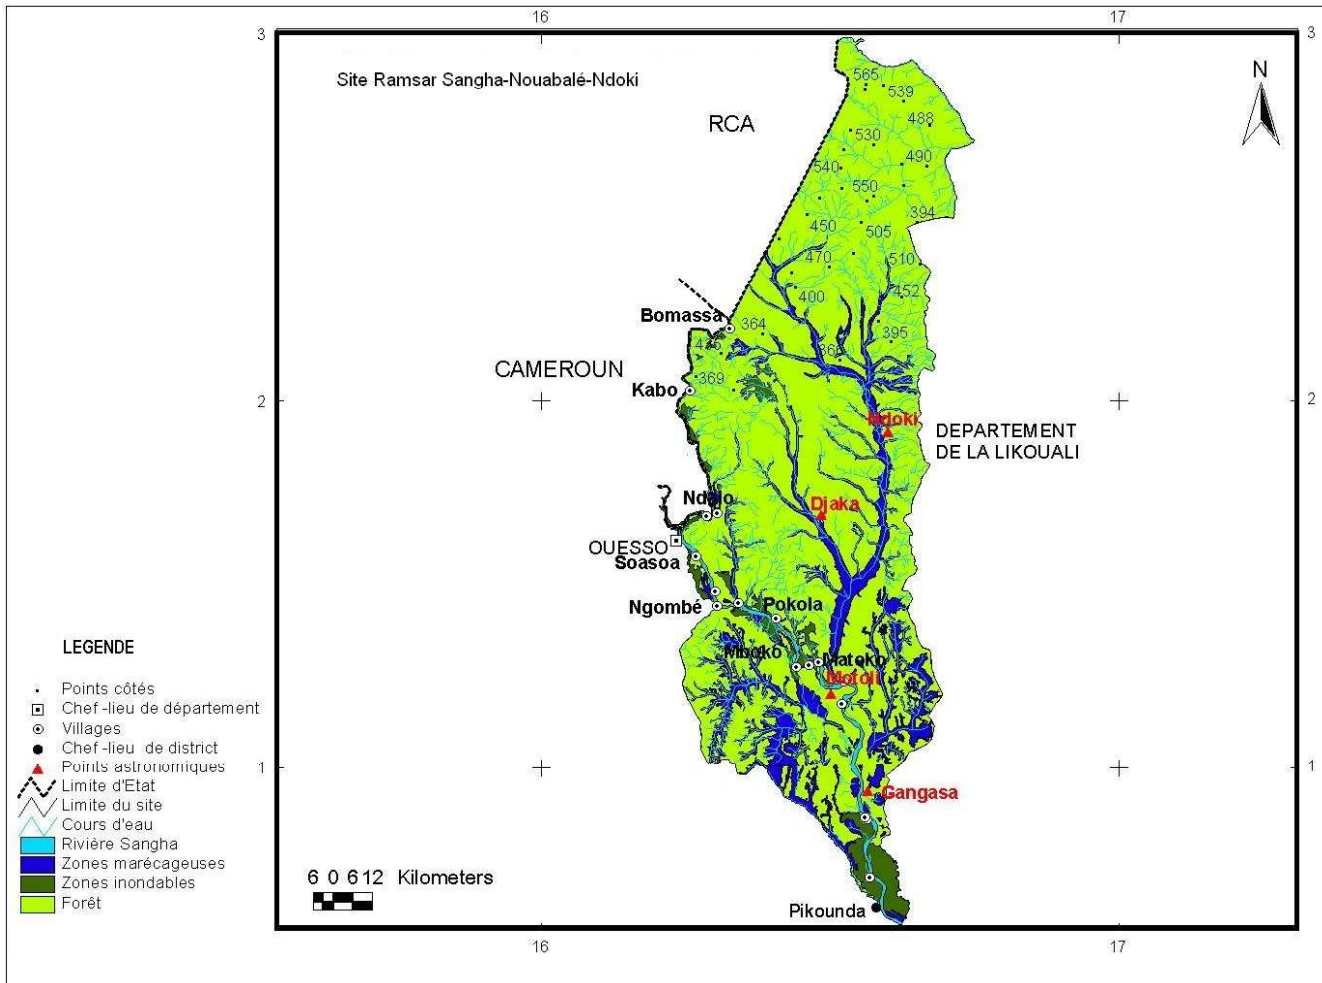 16
17
3
3
Site Ramsar Sangha-Nouabalé-Ndoki
N
RCA
565
539
488
530
490
540
550
394
450
505
470
510
400
452
Bomassa
364
395
366
435
CAMEROUN
Kabo
369
2
2
Ndoki
DEPARTEMENT
DE LA LIKOUALI
Djaka
OUESSO
Soasoa
Ngombé
Pokola
Mboko
Matoko
Motoli
1
1
Gangasa
Pikounda
LEGENDE
Points côtés
Chef -lieu de département
Villages
Chef -lieu de district
Points astronomiques
Limite d'Etat
Limite du site
Cours d'eau
Rivière Sangha
Zones marécageuses
Zones inondables
Forêt
6 0 6 12 Kilometers
16
17